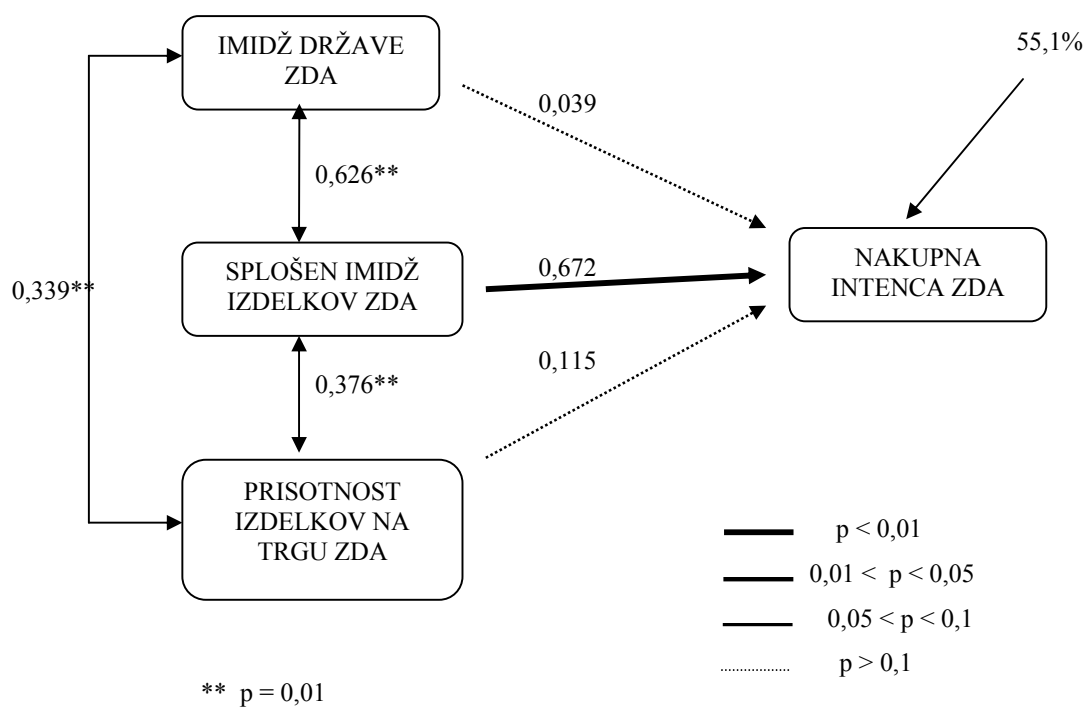 IMIDŽ DRŽAVE
ZDA
55,1%
0,039
0,626**
SPLOŠEN IMIDŽ
IZDELKOV ZDA
0,672
NAKUPNA
INTENCA ZDA
0,339**
0,115
0,376**
PRISOTNOST
IZDELKOV NA
TRGU ZDA
p < 0,01
0,01 < p < 0,05
0,05 < p < 0,1
p > 0,1
** p = 0,01